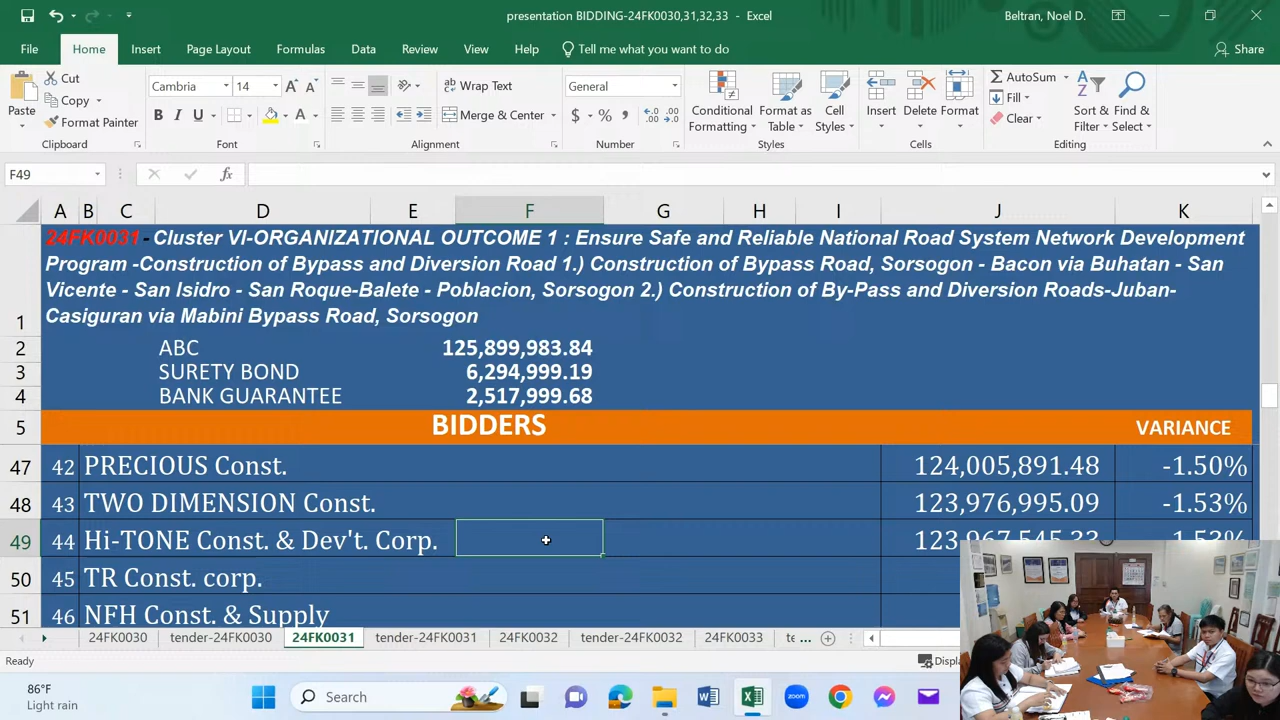 presentation BIDDING-24FK0030,31,32,33 - Excel
Beltran, Noel D.
File Home Insert Page Layout Formulas Data Review View Help Tell me what you want to do Share
Paste
Cut
Copy
Format Painter
Clipboard
Cambria 14
Font
Wrap Text
Merge & Center
Alignment
General
Number
Conditional Formatting
Format as Table
Cell Styles
Styles
Insert Delete Format
Cells
AutoSum
Fill
Clear
Sort & Filter
Find & Select
Editing
F49
fx
A B C D E F G H I J K
24FK0031- Cluster VI-ORGANIZATIONAL OUTCOME 1 : Ensure Safe and Reliable National Road System Network Development
Program -Construction of Bypass and Diversion Road 1.) Construction of Bypass Road, Sorsogon - Bacon via Buhatan - San
Vicente - San Isidro - San Roque-Balete - Poblacion, Sorsogon 2.) Construction of By-Pass and Diversion Roads-Juban-
1 Casiguran via Mabini Bypass Road, Sorsogon
2 ABC 125,899,983.84
3 SURETY BOND 6,294,999.19
4 BANK GUARANTEE 2,517,999.68
5 BIDDERS VARIANCE
47 42 PRECIOUS Const. 124,005,891.48 -1.50%
48 43 TWO DIMENSION Const. 123,976,995.09 -1.53%
49 44 Hi-TONE Const. & Dev't. Corp. 123,967,545.33 -1.53%
50 45 TR Const. corp.
51 46 NFH Const. & Supply
24FK0030 tender-24FK0030 24FK0031 tender-24FK0031 24FK0032 tender-24FK0032 24FK0033 te ...
Ready
86°F
Light rain
Search
zoom